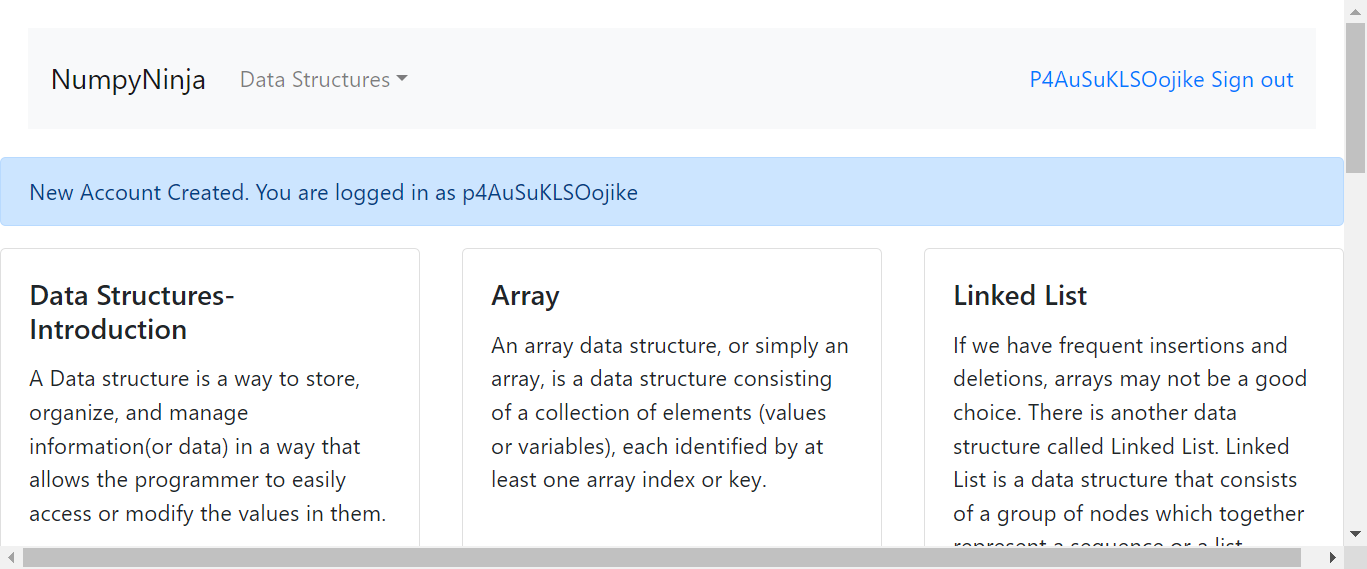 NumpyNinja Data Structures P4AuSuKLSOojike Sign out
New Account Created. You are logged in as p4AuSuKLSOojike
Data Structures-
Introduction
A Data structure is a way to store,
organize, and manage
information(or data) in a way that
allows the programmer to easily
access or modify the values in them.
Array
An array data structure, or simply an
array, is a data structure consisting
of a collection of elements (values
or variables), each identified by at
least one array index or key.
Linked List
If we have frequent insertions and
deletions, arrays may not be a good
choice. There is another data
structure called Linked List. Linked
List is a data structure that consists
of a group of nodes which together
represent a sequence or a list